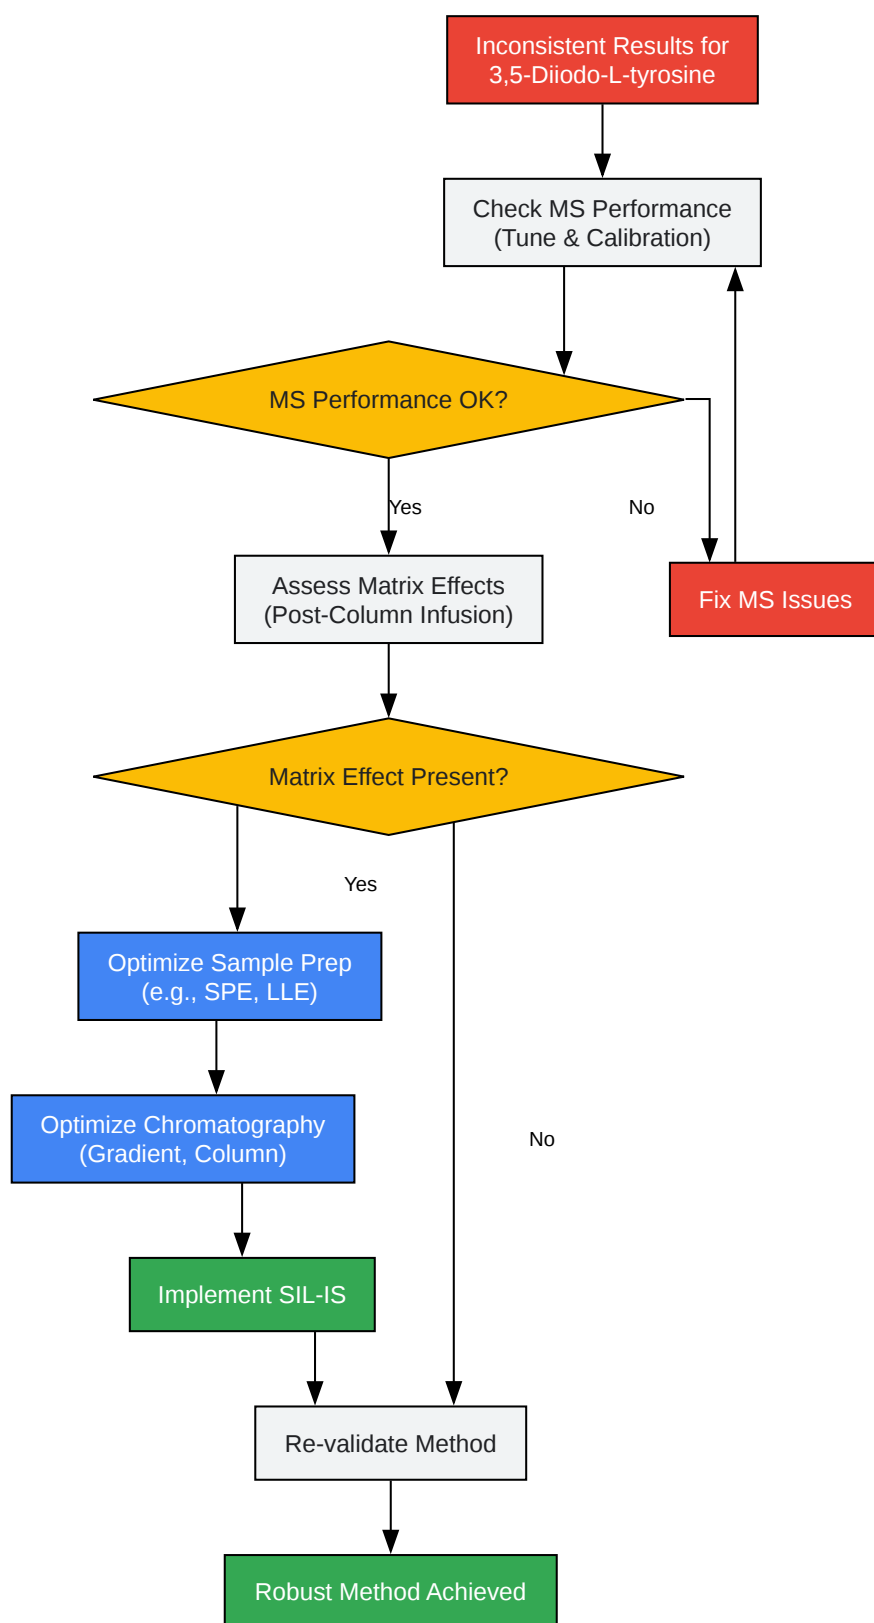 Inconsistent Results for
3,5-Diiodo-L-tyrosine
Check MS Performance
(Tune & Calibration)
MS Performance OK?
Yes
No
Assess Matrix Effects
(Post-Column Infusion)
Fix MS Issues
Matrix Effect Present?
Yes
Optimize Sample Prep
(e.g., SPE, LLE)
Optimize Chromatography
(Gradient, Column)
No
Implement SIL-IS
Re-validate Method
Robust Method Achieved